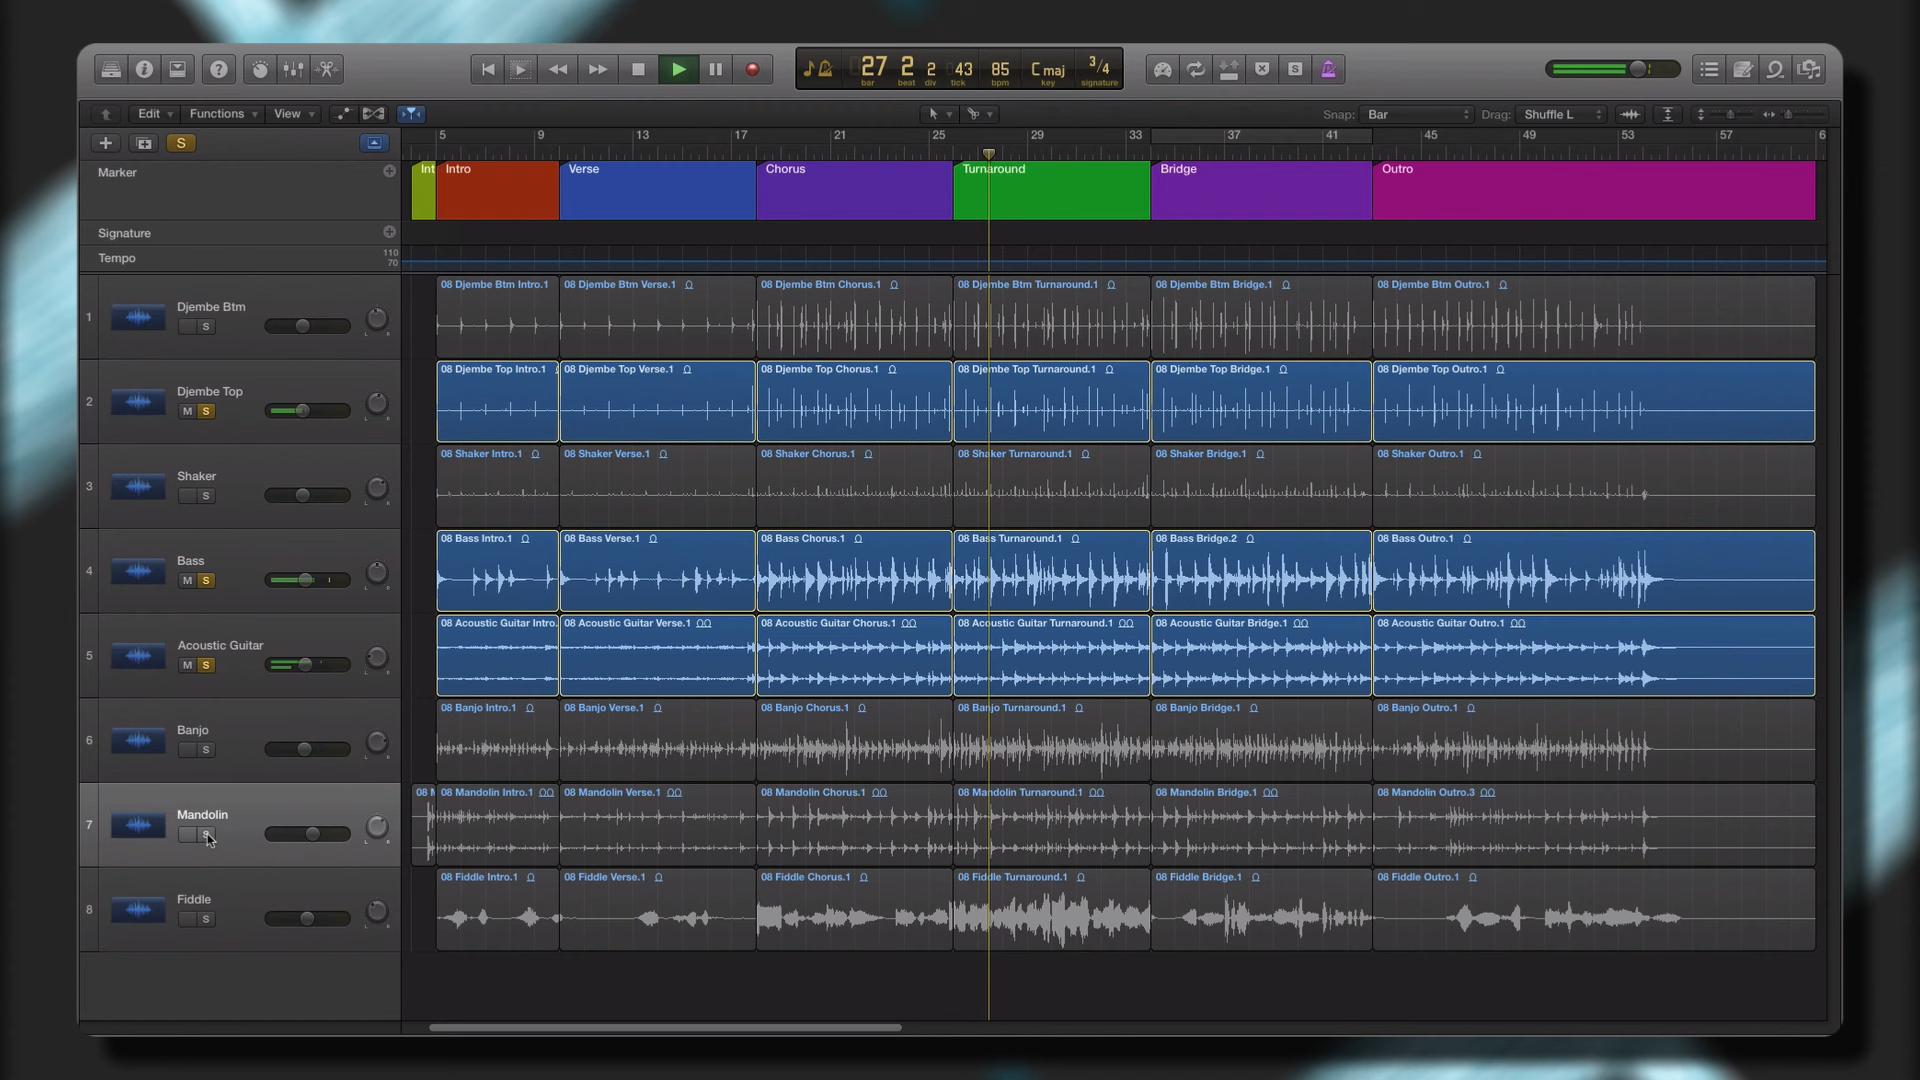 27 2 2 43 85 C maj 3/4
bar beat div tick bpm key signature
Edit Functions View Snap: Bar Drag: Shuffle L
S
5 9 13 17 21 25 29 33 37 41 45 49 53 57 6
Marker
Int Intro Verse Chorus Turnaround Bridge Outro
Signature
Tempo 110
70
1 Djembe Btm
S L R
08 Djembe Btm Intro.1 08 Djembe Btm Verse.1 08 Djembe Btm Chorus.1 08 Djembe Btm Turnaround.1 08 Djembe Btm Bridge.1 08 Djembe Btm Outro.1
2 Djembe Top
M S L R
08 Djembe Top Intro.1 08 Djembe Top Verse.1 08 Djembe Top Chorus.1 08 Djembe Top Turnaround.1 08 Djembe Top Bridge.1 08 Djembe Top Outro.1
3 Shaker
S L R
08 Shaker Intro.1 08 Shaker Verse.1 08 Shaker Chorus.1 08 Shaker Turnaround.1 08 Shaker Bridge.1 08 Shaker Outro.1
4 Bass
M S L R
08 Bass Intro.1 08 Bass Verse.1 08 Bass Chorus.1 08 Bass Turnaround.1 08 Bass Bridge.2 08 Bass Outro.1
5 Acoustic Guitar
M S L R
08 Acoustic Guitar Intro. 08 Acoustic Guitar Verse.1 08 Acoustic Guitar Chorus.1 08 Acoustic Guitar Turnaround.1 08 Acoustic Guitar Bridge.1 08 Acoustic Guitar Outro.1
6 Banjo
S L R
08 Banjo Intro.1 08 Banjo Verse.1 08 Banjo Chorus.1 08 Banjo Turnaround.1 08 Banjo Bridge.1 08 Banjo Outro.1
7 Mandolin
S L R
08 M 08 Mandolin Intro.1 08 Mandolin Verse.1 08 Mandolin Chorus.1 08 Mandolin Turnaround.1 08 Mandolin Bridge.1 08 Mandolin Outro.3
8 Fiddle
S L R
08 Fiddle Intro.1 08 Fiddle Verse.1 08 Fiddle Chorus.1 08 Fiddle Turnaround.1 08 Fiddle Bridge.1 08 Fiddle Outro.1